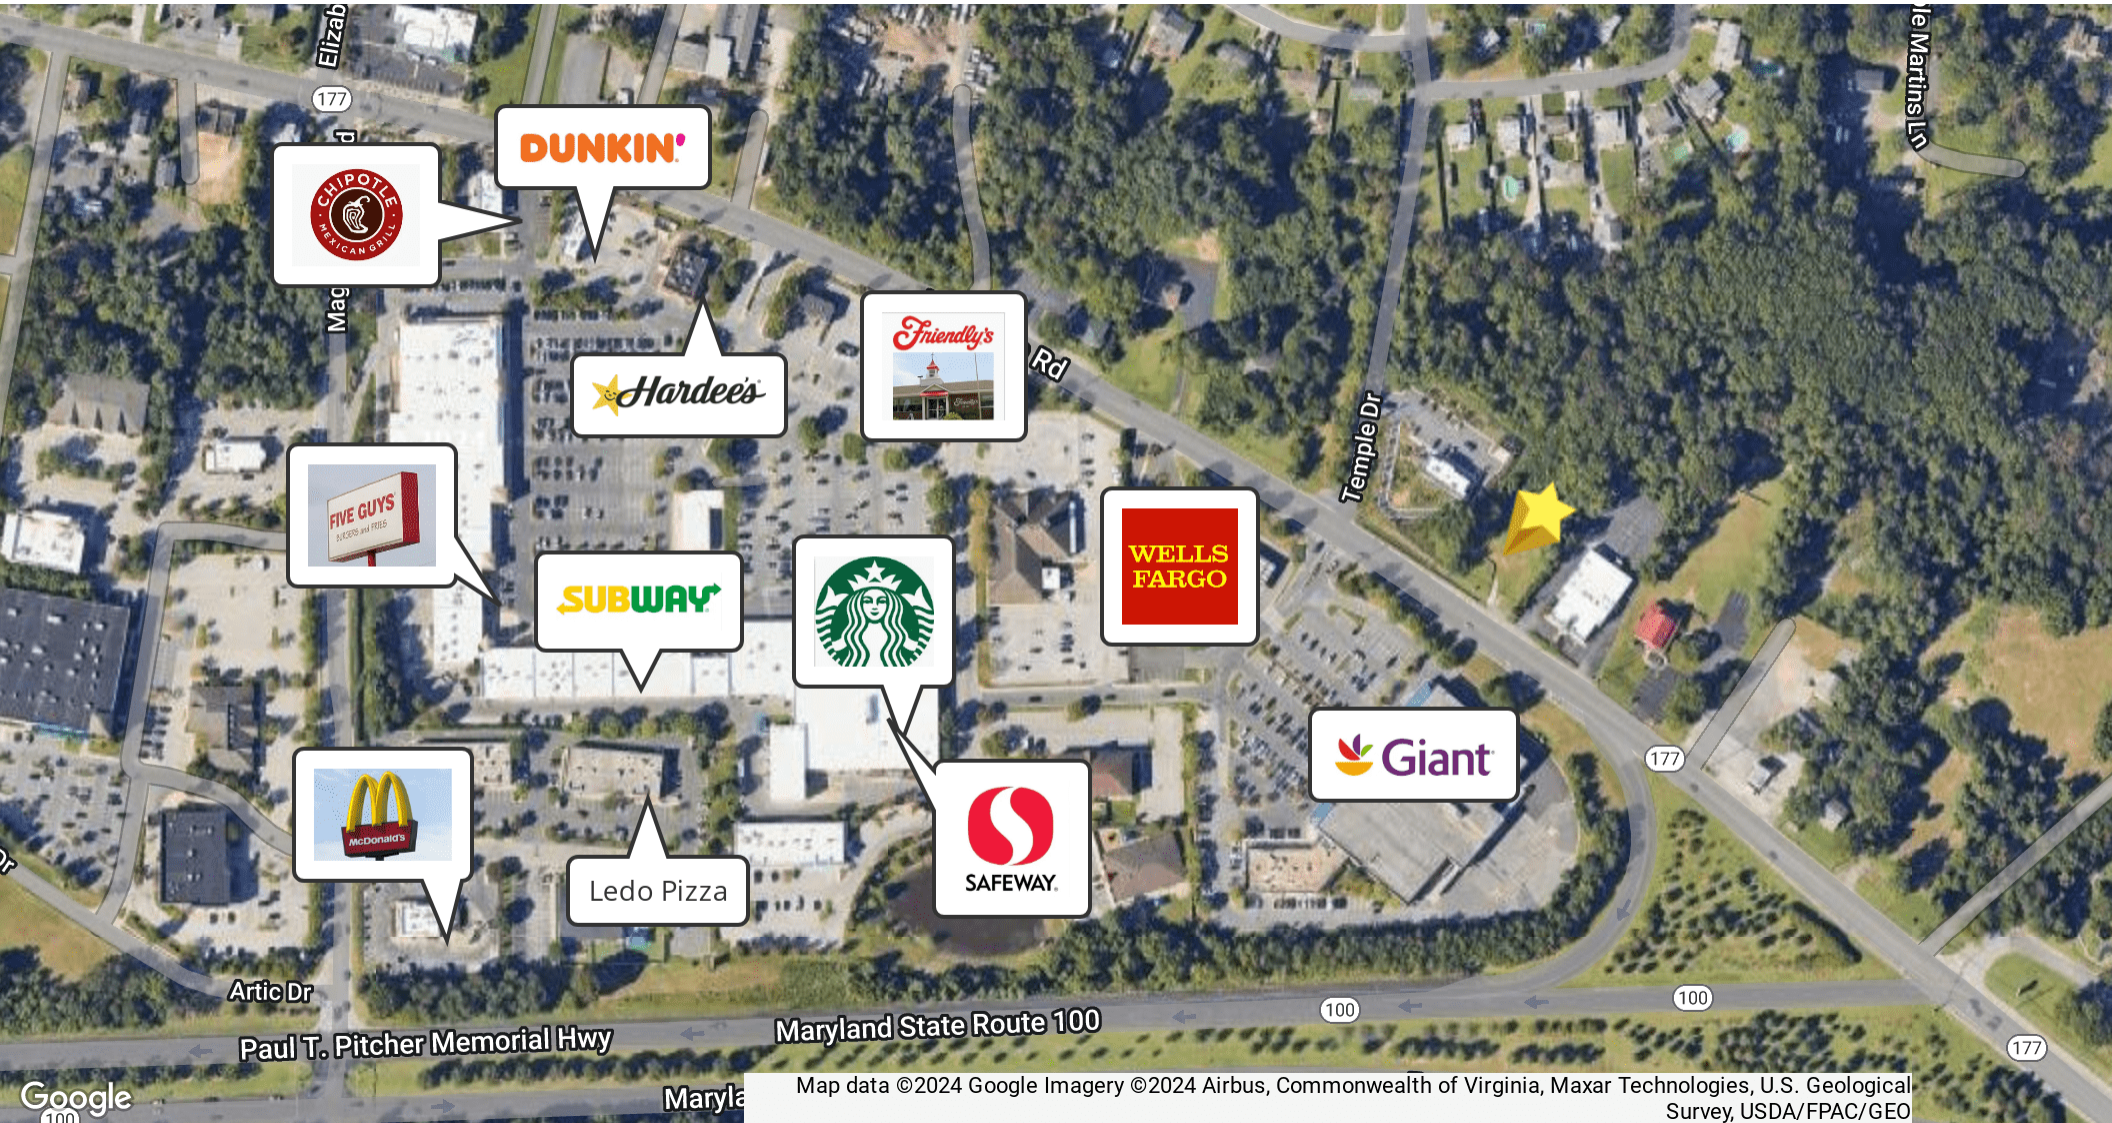 Elizab
177
d
Mag
ple Martins Ln
DUNKIN'
CHIPOTLE
MEXICAN GRILL
Hardee's
Friendly's
Rd
Temple Dr
FIVE GUYS
BURGERS and FRIES
SUBWAY
WELLS
FARGO
Giant
177
McDonald's
Ledo Pizza
SAFEWAY
Dr
Artic Dr
Paul T. Pitcher Memorial Hwy
Maryland State Route 100
100
100
177
Google
100
Maryla
Map data ©2024 Google Imagery ©2024 Airbus, Commonwealth of Virginia, Maxar Technologies, U.S. Geological
Survey, USDA/FPAC/GEO